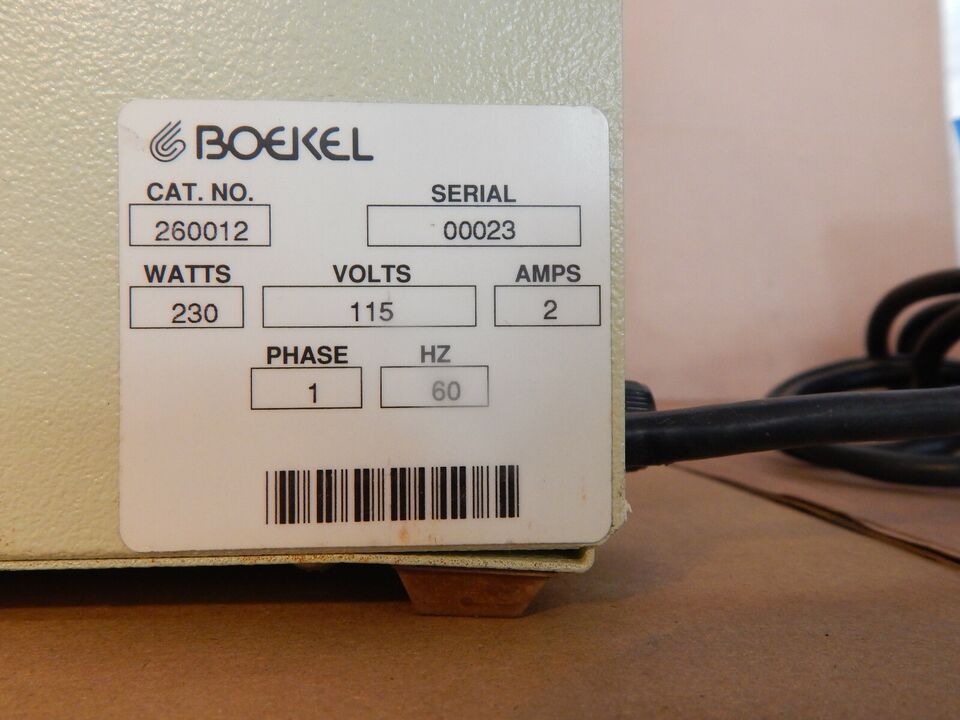 BOEKEL
CAT. NO. SERIAL
260012 00023
WATTS VOLTS AMPS
230 115 2
PHASE HZ
1 60